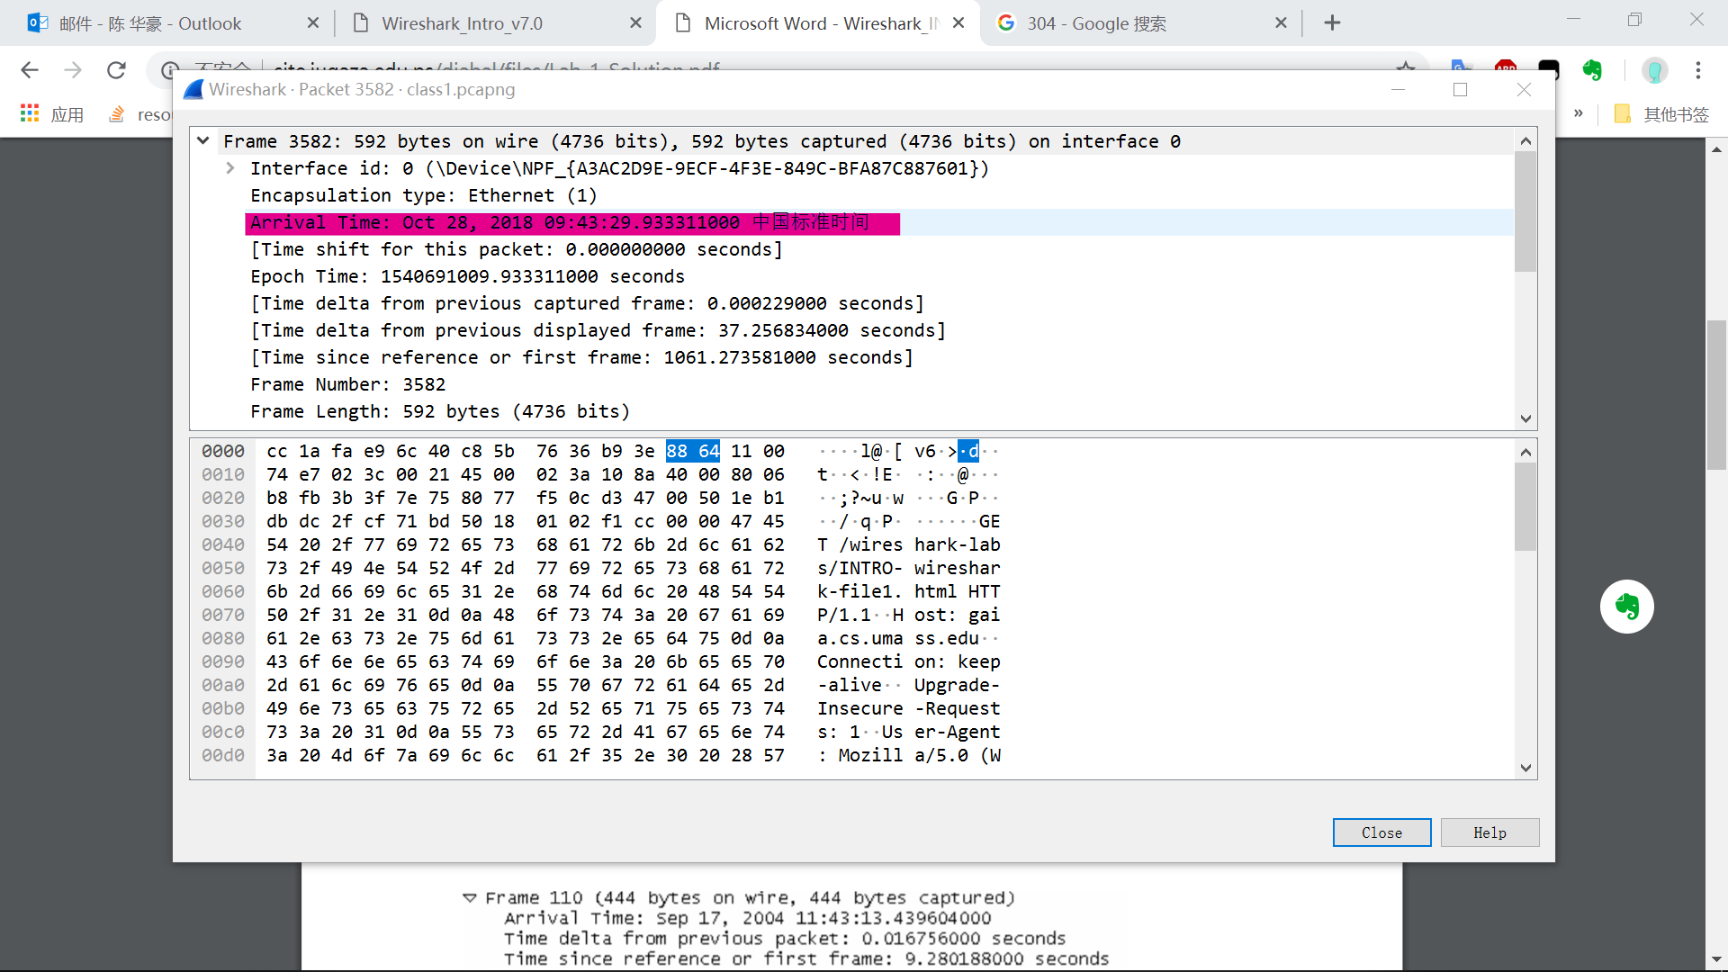 邮件 - 陈 华豪 - Outlook
Wireshark_Intro_v7.0
Microsoft Word - Wireshark_IN
304 - Google 搜索
应用
其他书签
Wireshark · Packet 3582 · class1.pcapng
Frame 3582: 592 bytes on wire (4736 bits), 592 bytes captured (4736 bits) on interface 0
Interface id: 0 (\Device\NPF_{A3AC2D9E-9ECF-4F3E-849C-BFA87C887601})
Encapsulation type: Ethernet (1)
Arrival Time: Oct 28, 2018 09:43:29.933311000 中国标准时间
[Time shift for this packet: 0.000000000 seconds]
Epoch Time: 1540691009.933311000 seconds
[Time delta from previous captured frame: 0.000229000 seconds]
[Time delta from previous displayed frame: 37.256834000 seconds]
[Time since reference or first frame: 1061.273581000 seconds]
Frame Number: 3582
Frame Length: 592 bytes (4736 bits)
0000 cc 1a fa e9 6c 40 c8 5b 76 36 b9 3e 88 64 11 00 ····l@·[ v6·>·d··
0010 74 e7 02 3c 00 21 45 00 02 3a 10 8a 40 00 80 06 t··<·!E· ·:··@···
0020 b8 fb 3b 3f 7e 75 80 77 f5 0c d3 47 00 50 1e b1 ··;?~u·w ···G·P··
0030 db dc 2f cf 71 bd 50 18 01 02 f1 cc 00 00 47 45 ··/·q·P· ······GE
0040 54 20 2f 77 69 72 65 73 68 61 72 6b 2d 6c 61 62 T /wires hark-lab
0050 73 2f 49 4e 54 52 4f 2d 77 69 72 65 73 68 61 72 s/INTRO- wireshar
0060 6b 2d 66 69 6c 65 31 2e 68 74 6d 6c 20 48 54 54 k-file1. html HTT
0070 50 2f 31 2e 31 0d 0a 48 6f 73 74 3a 20 67 61 69 P/1.1··H ost: gai
0080 61 2e 63 73 2e 75 6d 61 73 73 2e 65 64 75 0d 0a a.cs.uma ss.edu··
0090 43 6f 6e 6e 65 63 74 69 6f 6e 3a 20 6b 65 65 70 Connecti on: keep
00a0 2d 61 6c 69 76 65 0d 0a 55 70 67 72 61 64 65 2d -alive·· Upgrade-
00b0 49 6e 73 65 63 75 72 65 2d 52 65 71 75 65 73 74 Insecure -Request
00c0 73 3a 20 31 0d 0a 55 73 65 72 2d 41 67 65 6e 74 s: 1··Us er-Agent
00d0 3a 20 4d 6f 7a 69 6c 6c 61 2f 35 2e 30 20 28 57 : Mozill a/5.0 (W
Close Help
Frame 110 (444 bytes on wire, 444 bytes captured)
Arrival Time: Sep 17, 2004 11:43:13.439604000
Time delta from previous packet: 0.016756000 seconds
Time since reference or first frame: 9.280188000 seconds